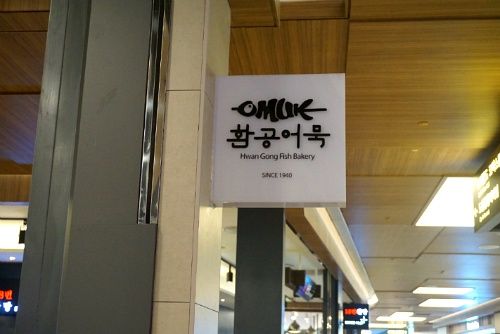 OMUK
환공어묵
Hwan Gong Fish Bakery
SINCE 1940